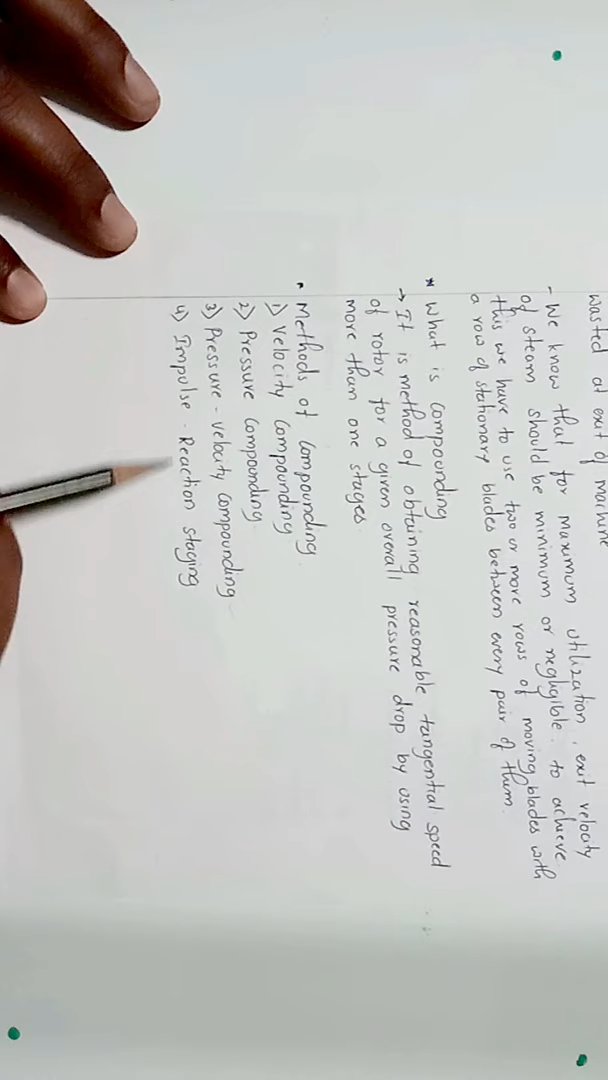 wasted at exit of machine
- We know that for maximum utilization, exit velocity
of steam should be minimum or negligible. to achieve
this we have to use two or more rows of moving blades with
a row of stationary blades between every pair of them.
* What is compounding
→ It is method of obtaining reasonable tangential speed
of rotor for a given overall pressure drop by using
more than one stages.
* Methods of Compounding.
1) Velocity Compounding
2) Pressure Compounding
3) Pressure - velocity Compounding
4) Impulse - Reaction staging